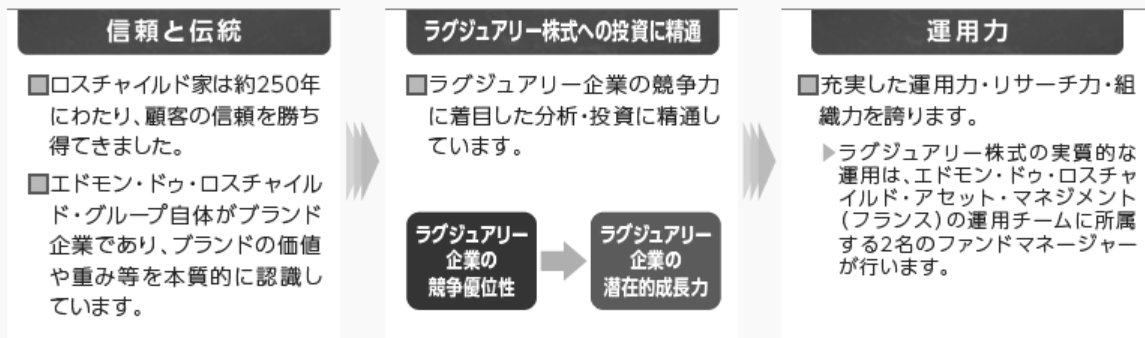 信頼と伝統
■ロスチャイルド家は約250年
にわたり、顧客の信頼を勝ち
得てきました。
■エドモン・ドゥ・ロスチャイル
ド・グループ自体がブランド
企業であり、ブランドの価値
や重み等を本質的に認識し
ています。
ラグジュアリー株式への投資に精通
■ラグジュアリー企業の競争力
に着目した分析・投資に精通し
ています。
ラグジュアリー
企業の
競争優位性
ラグジュアリー
企業の
潜在的成長力
運用力
■充実した運用力・リサーチ力・組
織力を誇ります。
▶ラグジュアリー株式の実質的な
運用は、エドモン・ドゥ・ロスチャ
イルド・アセット・マネジメント
(フランス)の運用チームに所属
する2名のファンドマネージャー
が行います。